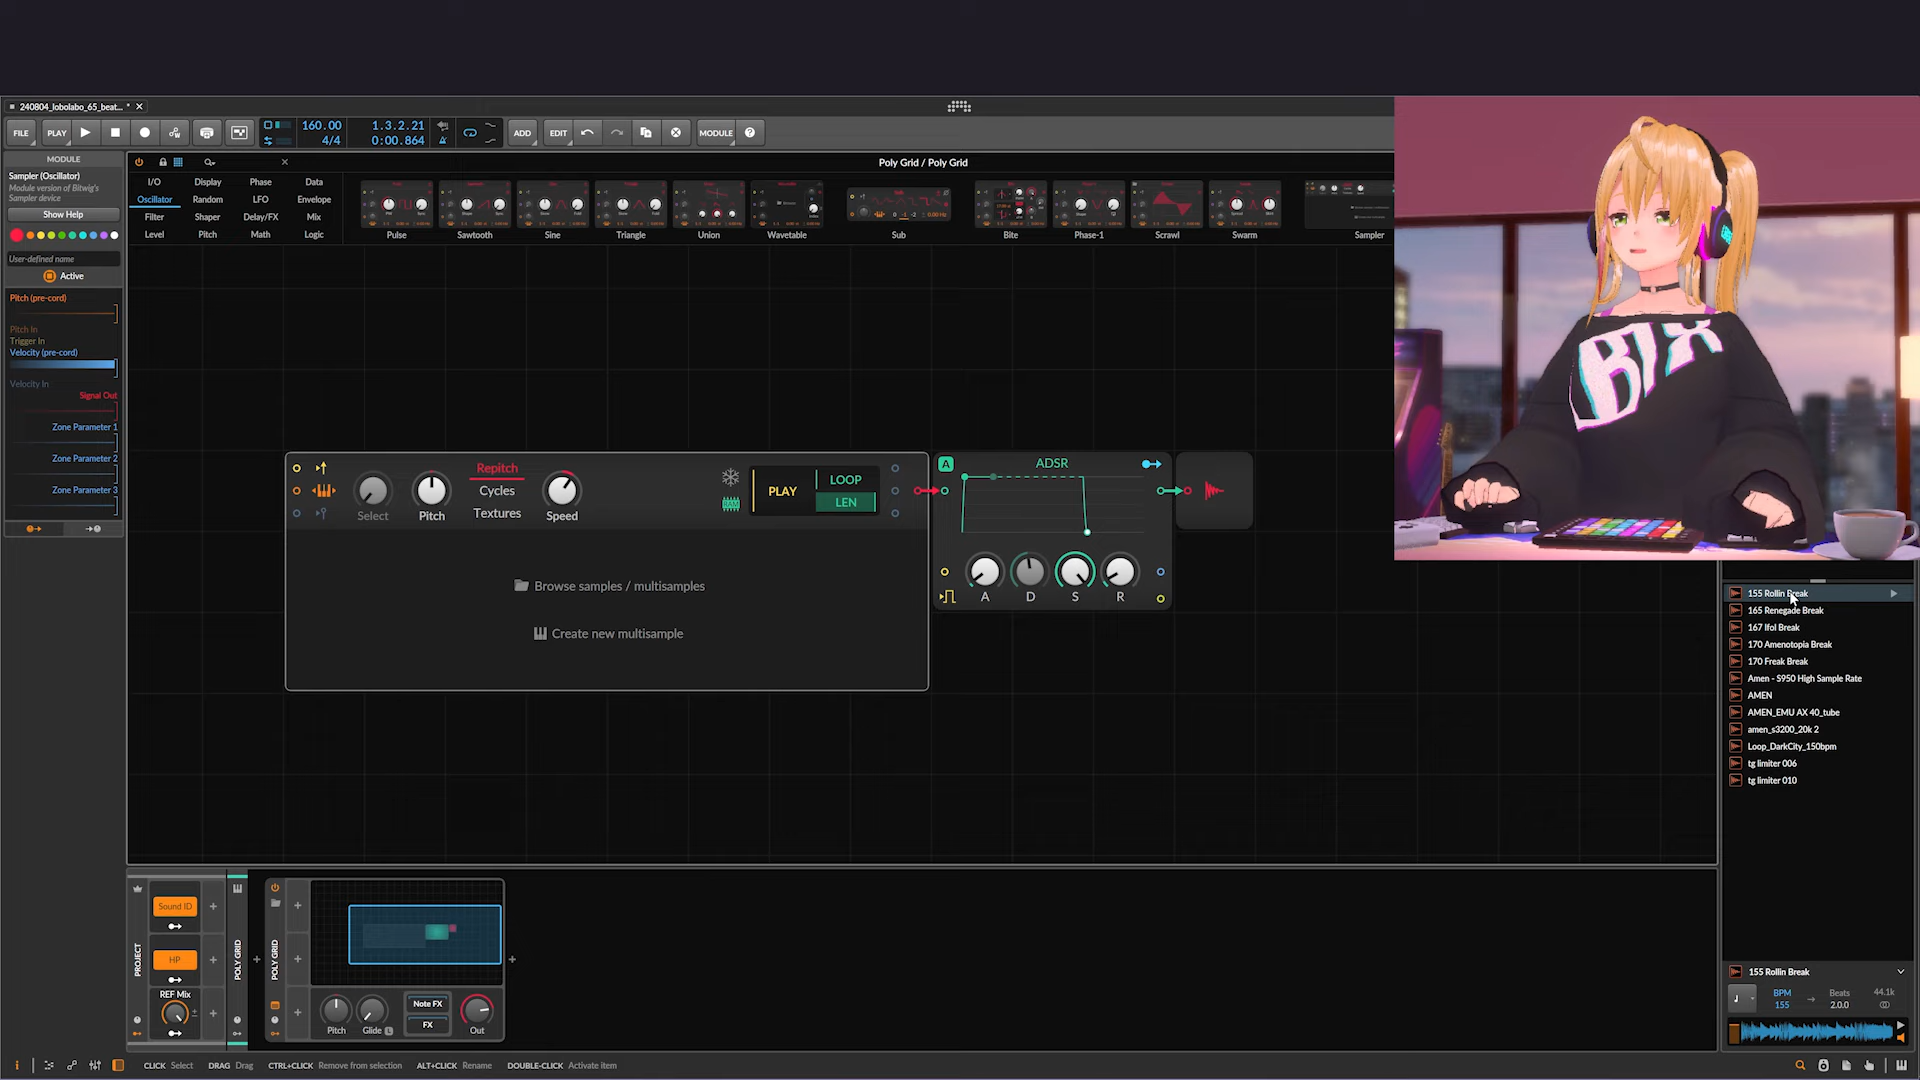 240804_lobolabo_65_beat... *
FILE
PLAY
160.00
4/4
1.3.2.21
0:00.864
ADD
EDIT
MODULE
MODULE
Sampler (Oscillator)
Module version of Bitwig's
Sampler device
Show Help
User-defined name
Active
Pitch (pre-cord)
Pitch In
Trigger In
Velocity (pre-cord)
Velocity In
Signal Out
Zone Parameter 1
Zone Parameter 2
Zone Parameter 3
Poly Grid / Poly Grid
I/O Display Phase Data
Oscillator Random LFO Envelope
Filter Shaper Delay/FX Mix
Level Pitch Math Logic
Pulse
Sawtooth
Sine
Triangle
Union
Wavetable
Sub
Bite
Phase-1
Scrawl
Swarm
Sampler
Select
Pitch
Repitch
Cycles
Textures
Speed
PLAY
LOOP
LEN
Browse samples / multisamples
Create new multisample
A
ADSR
A
D
S
R
BTX
155 Rollin Break
165 Renegade Break
167 Ifol Break
170 Amenotopia Break
170 Freak Break
Amen - S950 High Sample Rate
AMEN
AMEN_EMU AX 40_tube
amen_s3200_20k 2
Loop_DarkCity_150bpm
tg limiter 006
tg limiter 010
PROJECT
Sound ID
HP
REF Mix
POLY GRID
POLY GRID
Pitch
Glide L
Note FX
FX
Out
155 Rollin Break
BPM
155
Beats
2.0.0
44.1k
CLICK Select DRAG Drag CTRL+CLICK Remove from selection ALT+CLICK Rename DOUBLE-CLICK Activate item